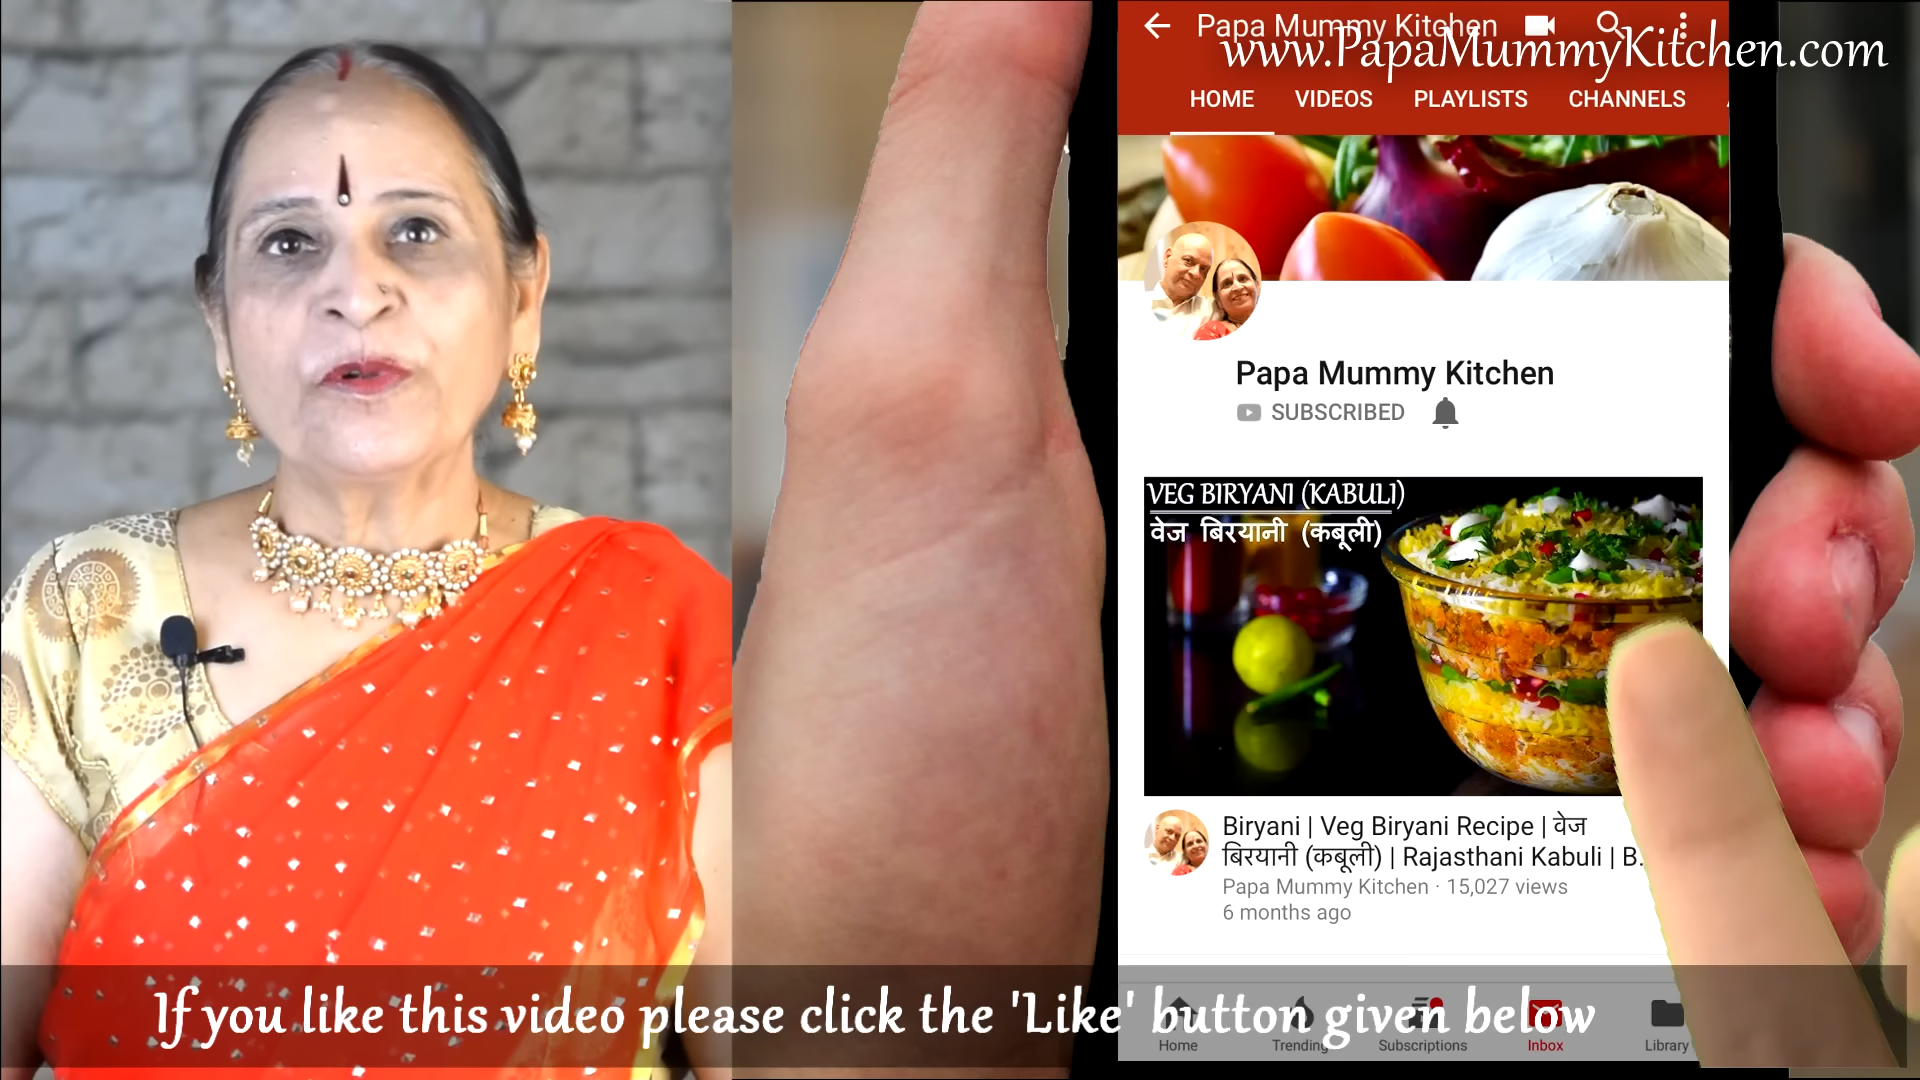 Papa Mummy Kitchen
www.PapaMummyKitchen.com
HOME VIDEOS PLAYLISTS CHANNELS
Papa Mummy Kitchen
SUBSCRIBED
VEG BIRYANI (KABULI)
वेज बिरयानी (कबूली)
Biryani | Veg Biryani Recipe | वेज
बिरयानी (कबूली) | Rajasthani Kabuli | B.
Papa Mummy Kitchen · 15,027 views
6 months ago
If you like this video please click the 'Like' button given below
Home Trending Subscriptions Inbox Library